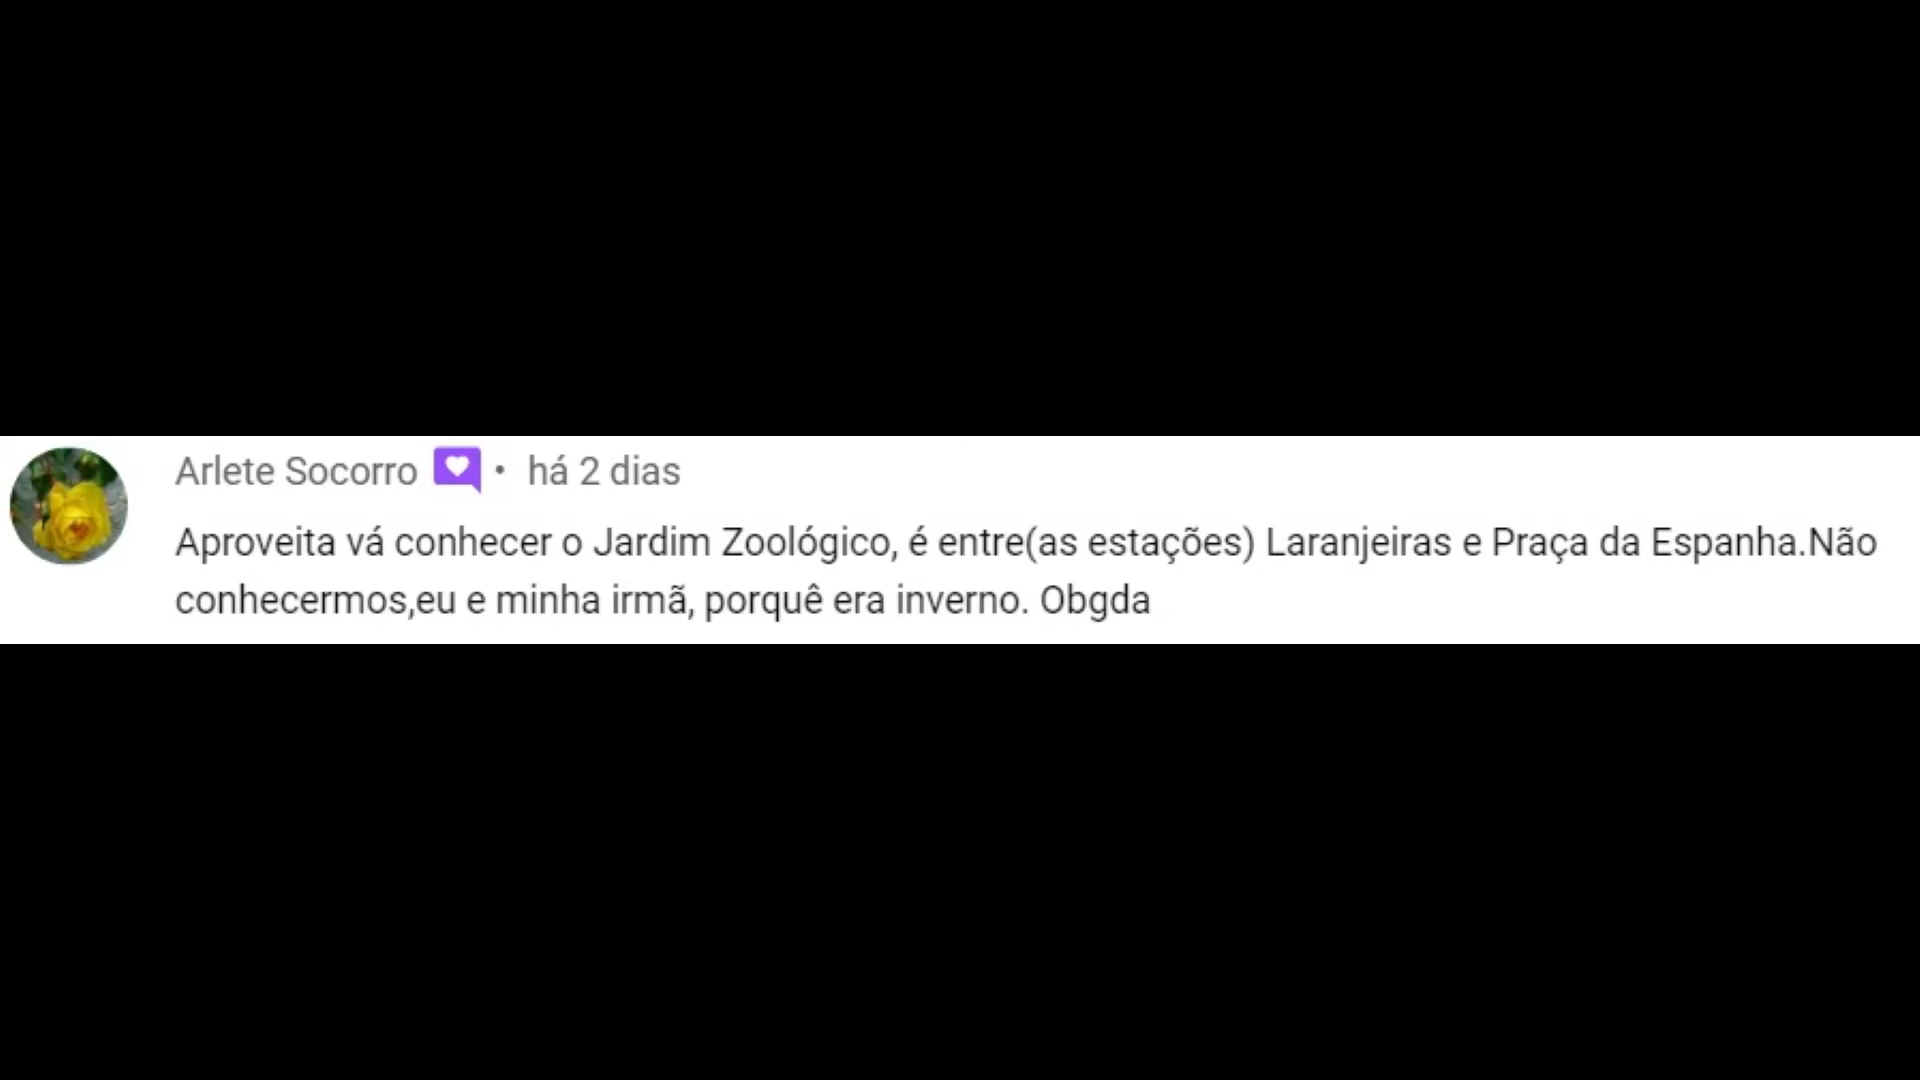 Arlete Socorro • há 2 dias
Aproveita vá conhecer o Jardim Zoológico, é entre(as estações) Laranjeiras e Praça da Espanha.Não
conhecermos,eu e minha irmã, porquê era inverno. Obgda